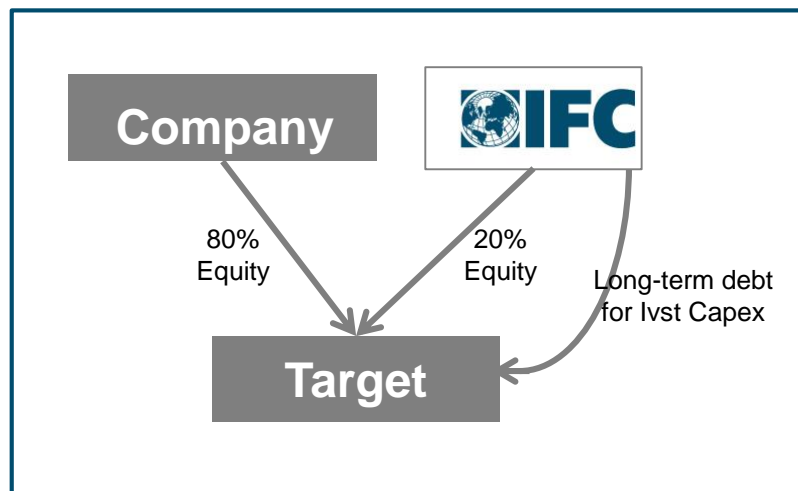 Company
IFC
80%
Equity
20%
Equity
Long-term debt
for Ivst Capex
Target